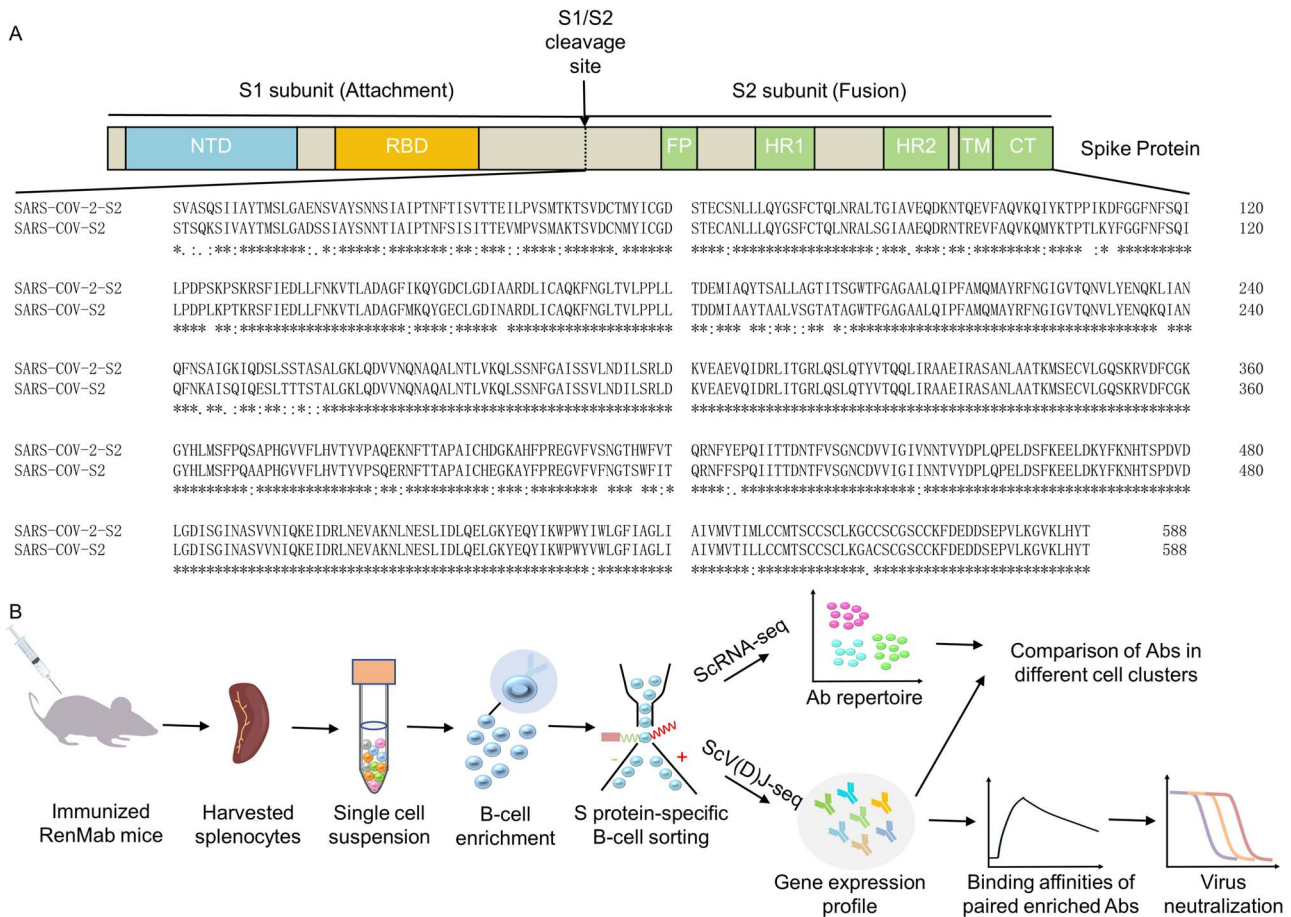 A
S1/S2
cleavage
site
S1 subunit (Attachment)
S2 subunit (Fusion)
NTD
RBD
FP
HR1
HR2
TM
CT
Spike Protein
SARS-COV-2-S2 SVASQSIIAYTMSLGAENSVAYSNNSIAIPTNFTISVTTEILPVSMTKTSVDCTMYICGD STECSNLLLQYGSFCTQLNRALTGIAVEQDKNTQEVFAQVKQIYKTPPIKDFGGFNFSQI 120
SARS-COV-S2 STSQKSIVAYTMSLGADSSIAYSNNTIAIPTNFSISITTEVMPVSMAKTSVDCNMYICGD STECANLLLQYGSFCTQLNRALSGIAAEQDRNTREVFAQVKQMYKTPTLKYFGGFNFSQI 120
*. :. :**:********:.*:*****:*******:**:***::****:******.****** ****:*****************:***.***:**:********:****. :* *********
SARS-COV-2-S2 LPDPSKPSKRSFIEDLLFNKVTLADAGFIKQYGDCLGDIAARDLICAQKFNGLTVLPPLL TDEMIAQYTSALLAGTITSGWTFGAGAALQIPFAMQMAYRFNGIGVTQNVLYENQKLIAN 240
SARS-COV-S2 LPDPLKPTKRSFIEDLLFNKVTLADAGFMKQYGECLGDINARDLICAQKFNGLTVLPPLL TDDMIAAYTAALVSGTATAGWTFGAGAALQIPFAMQMAYRFNGIGVTQNVLYENQKQIAN 240
**** **:********************:****:***** ******************** **:*** **:**::** *:************************************* ***
SARS-COV-2-S2 QFNSAIGKIQDSLSSTASALGKLQDVVNQNAQALNTLVKQLSSNFGAISSVLNDILSRLD KVEAEVQIDRLITGRLQSLQTYVTQQLIRAAEIRASANLAATKMSECVLGQSKRVDFCGK 360
SARS-COV-S2 QFNKAISQIQESLTTTSTALGKLQDVVNQNAQALNTLVKQLSSNFGAISSVLNDILSRLD KVEAEVQIDRLITGRLQSLQTYVTQQLIRAAEIRASANLAATKMSECVLGQSKRVDFCGK 360
***.**.:**:**::*::****************************************** ************************************************************
SARS-COV-2-S2 GYHLMSFPQSAPHGVVFLHVTYVPAQEKNFTTAPAICHDGKAHFPREGVFVSNGTHWFVT QRNFYEPQIITTDNTFVSGNCDVVIGIVNNTVYDPLQPELDSFKEELDKYFKNHTSPDVD 480
SARS-COV-S2 GYHLMSFPQAAPHGVVFLHVTYVPSQERNFTTAPAICHEGKAYFPREGVFVFNGTSWFIT QRNFFSPQIITTDNTFVSGNCDVVIGIINNTVYDPLQPELDSFKEELDKYFKNHTSPDVD 480
*********:**************:**:**********:***:******** *** **:* ****:.*********************:********************************
SARS-COV-2-S2 LGDISGINASVVNIQKEIDRLNEVAKNLNESLIDLQELGKYEQYIKWPWYIWLGFIAGLI AIVMVTIMLCCMTSCCSCLKGCCSCGSCCKFDEDDSEPVLKGVKLHYT 588
SARS-COV-S2 LGDISGINASVVNIQKEIDRLNEVAKNLNESLIDLQELGKYEQYIKWPWYVWLGFIAGLI AIVMVTILLCCMTSCCSCLKGACSCGSCCKFDEDDSEPVLKGVKLHYT 588
**************************************************:********* *******:*************.**************************
B
ScRNA-seq
Ab repertoire
Comparison of Abs in
different cell clusters
ScV(D)J-seq
-
+
Immunized
RenMab mice
Harvested
splenocytes
Single cell
suspension
B-cell
enrichment
S protein-specific
B-cell sorting
Gene expression
profile
Binding affinities of
paired enriched Abs
Virus
neutralization